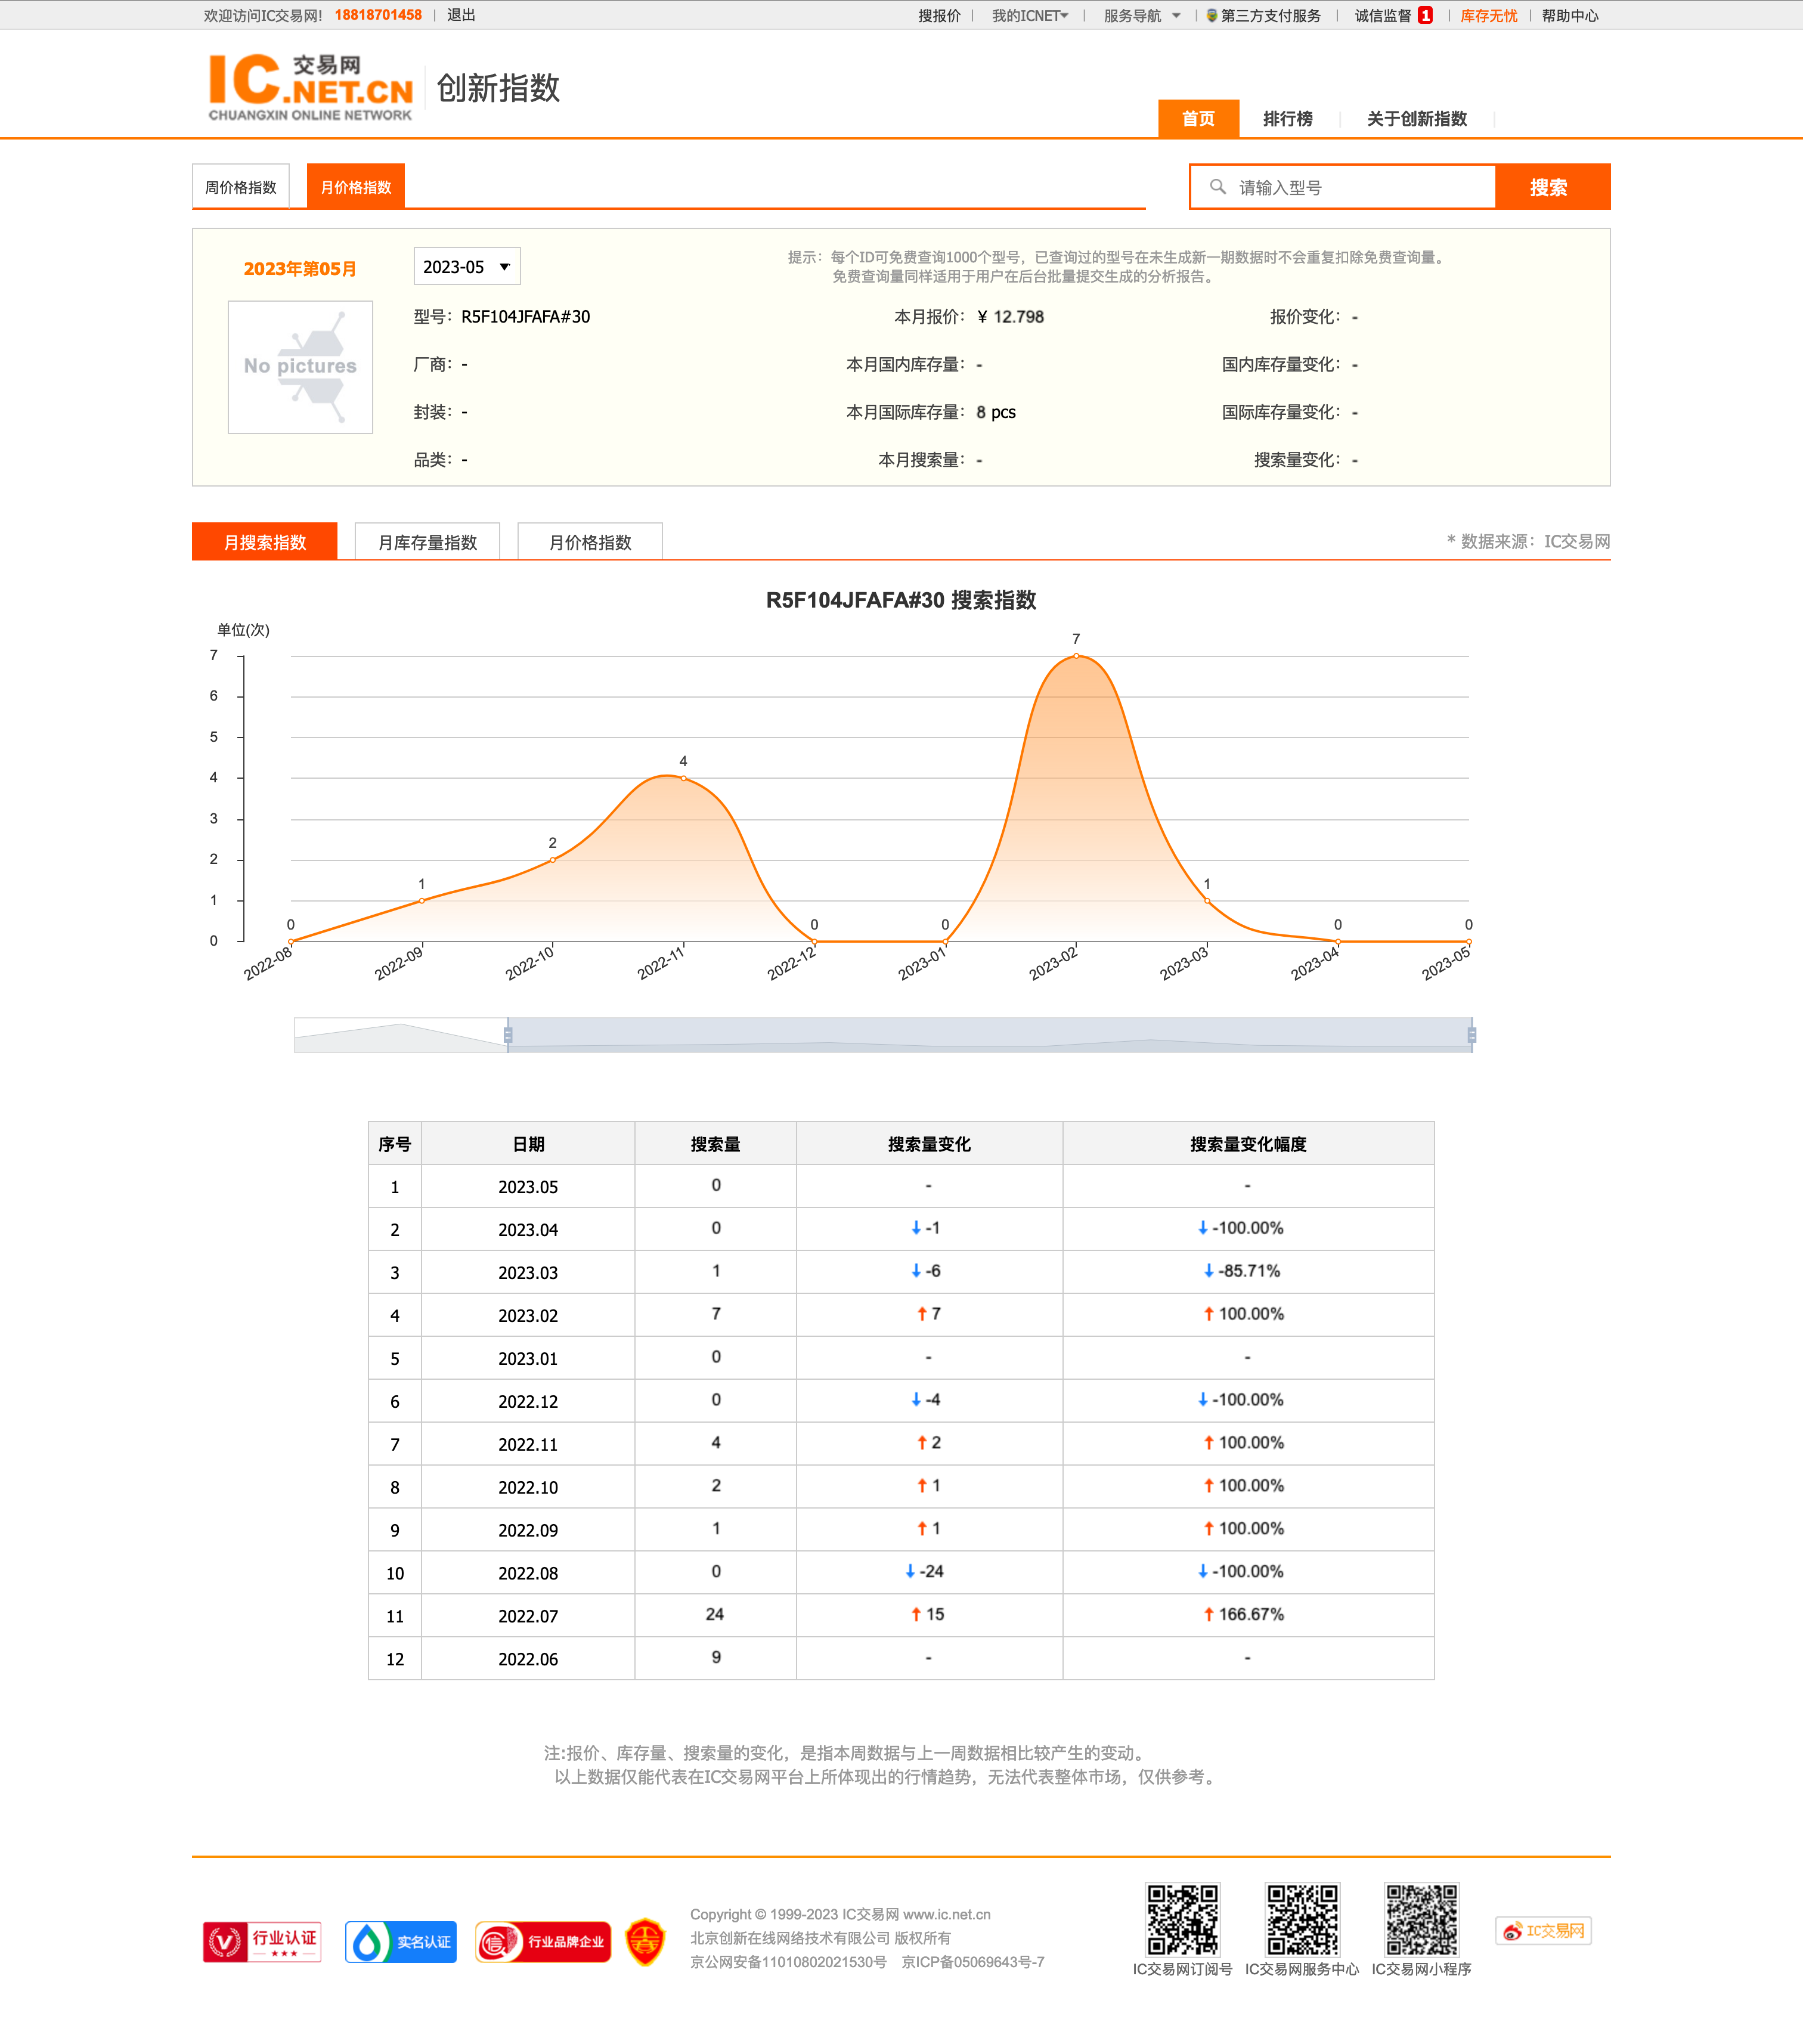 欢迎访问IC交易网! 18818701458 | 退出 搜报价 | 我的ICNET | 服务导航 | 第三方支付服务 | 诚信监督 1 | 库存无忧 | 帮助中心
IC交易网.NET.CN 创新指数
CHUANGXIN ONLINE NETWORK
首页 排行榜 关于创新指数
周价格指数 月价格指数 请输入型号 搜索
2023年第05月 2023-05 提示：每个ID可免费查询1000个型号，已查询过的型号在未生成新一期数据时不会重复扣除免费查询量。
免费查询量同样适用于用户在后台批量提交生成的分析报告。
No pictures
型号：R5F104JFAFA#30 本月报价：¥ 12.798 报价变化：-
厂商：- 本月国内库存量：- 国内库存量变化：-
封装：- 本月国际库存量：8 pcs 国际库存量变化：-
品类：- 本月搜索量：- 搜索量变化：-
月搜索指数 月库存量指数 月价格指数 * 数据来源：IC交易网
R5F104JFAFA#30 搜索指数
单位(次)
7
6
5
4
3
2
1
0
0 1 2 4 0 0 7 1 0 0
2022-08 2022-09 2022-10 2022-11 2022-12 2023-01 2023-02 2023-03 2023-04 2023-05
序号 日期 搜索量 搜索量变化 搜索量变化幅度
1 2023.05 0 - -
2 2023.04 0 ↓-1 ↓-100.00%
3 2023.03 1 ↓-6 ↓-85.71%
4 2023.02 7 ↑7 ↑100.00%
5 2023.01 0 - -
6 2022.12 0 ↓-4 ↓-100.00%
7 2022.11 4 ↑2 ↑100.00%
8 2022.10 2 ↑1 ↑100.00%
9 2022.09 1 ↑1 ↑100.00%
10 2022.08 0 ↓-24 ↓-100.00%
11 2022.07 24 ↑15 ↑166.67%
12 2022.06 9 - -
注:报价、库存量、搜索量的变化，是指本周数据与上一周数据相比较产生的变动。
以上数据仅能代表在IC交易网平台上所体现出的行情趋势，无法代表整体市场，仅供参考。
行业认证 实名认证 信 行业品牌企业
Copyright © 1999-2023 IC交易网 www.ic.net.cn
北京创新在线网络技术有限公司 版权所有
京公网安备11010802021530号 京ICP备05069643号-7
IC交易网订阅号 IC交易网服务中心 IC交易网小程序
IC交易网